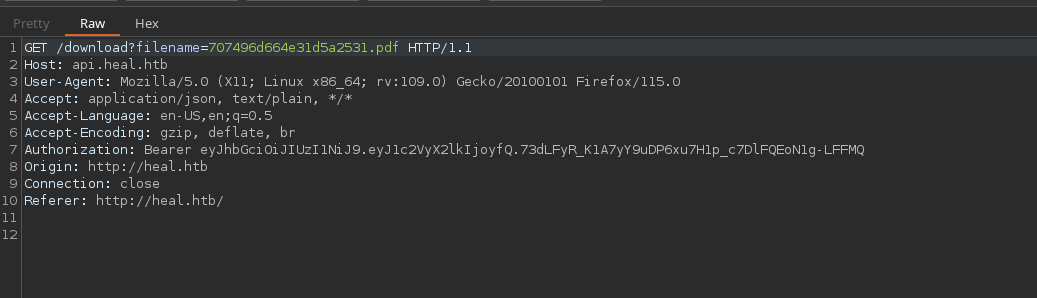 Pretty Raw Hex
1 GET /download?filename=707496d664e31d5a2531.pdf HTTP/1.1
2 Host: api.heal.htb
3 User-Agent: Mozilla/5.0 (X11; Linux x86_64; rv:109.0) Gecko/20100101 Firefox/115.0
4 Accept: application/json, text/plain, */*
5 Accept-Language: en-US,en;q=0.5
6 Accept-Encoding: gzip, deflate, br
7 Authorization: Bearer eyJhbGciOiJIUzI1NiJ9.eyJ1c2VyX2lkIjoyfQ.73dLFyR_K1A7yY9uDP6xu7H1p_c7DlFQEoN1g-LFFMQ
8 Origin: http://heal.htb
9 Connection: close
10 Referer: http://heal.htb/
11
12